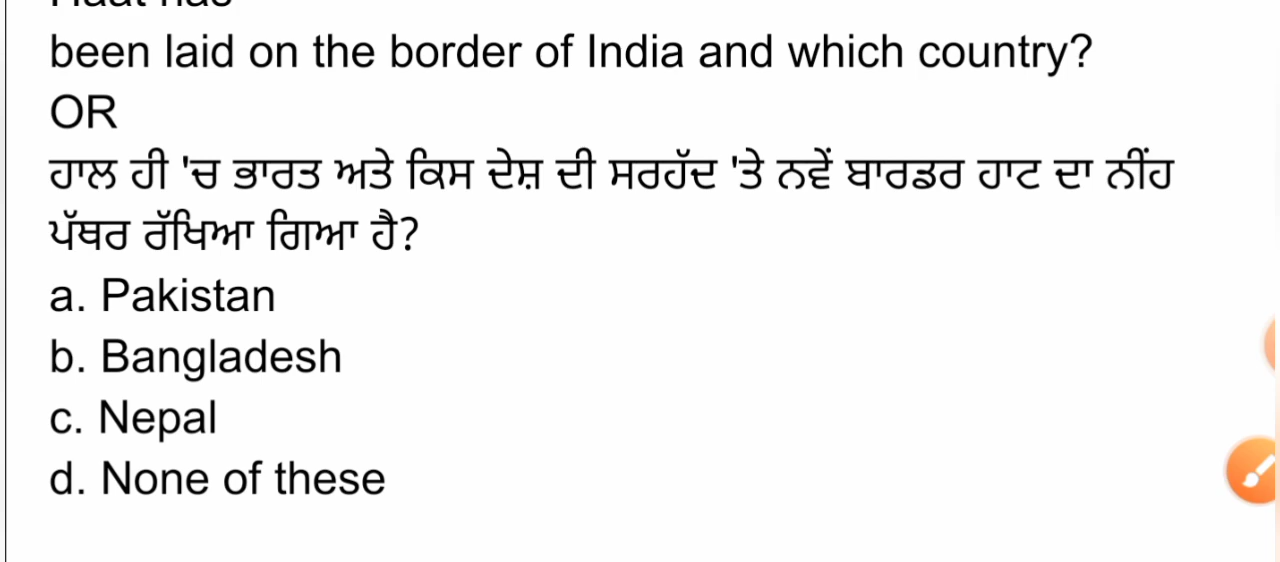 been laid on the border of India and which country?
OR
ਹਾਲ ਹੀ 'ਚ ਭਾਰਤ ਅਤੇ ਕਿਸ ਦੇਸ਼ ਦੀ ਸਰਹੱਦ 'ਤੇ ਨਵੇਂ ਬਾਰਡਰ ਹਾਟ ਦਾ ਨੀਂਹ
ਪੱਥਰ ਰੱਖਿਆ ਗਿਆ ਹੈ?
a. Pakistan
b. Bangladesh
c. Nepal
d. None of these